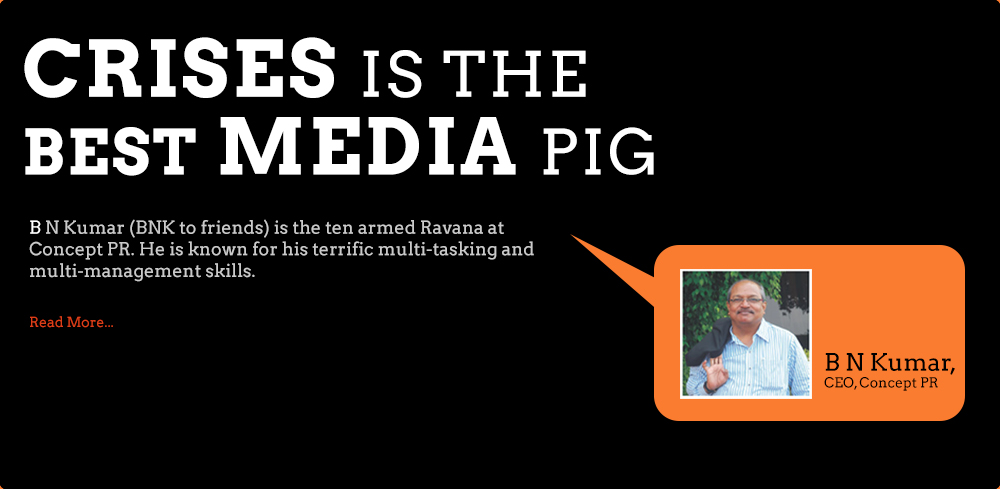 CRISES IS THE
BEST MEDIA PIG
B N Kumar (BNK to friends) is the ten armed Ravana at
Concept PR. He is known for his terrific multi-tasking and
multi-management skills.
Read More...
B N Kumar,
CEO, Concept PR